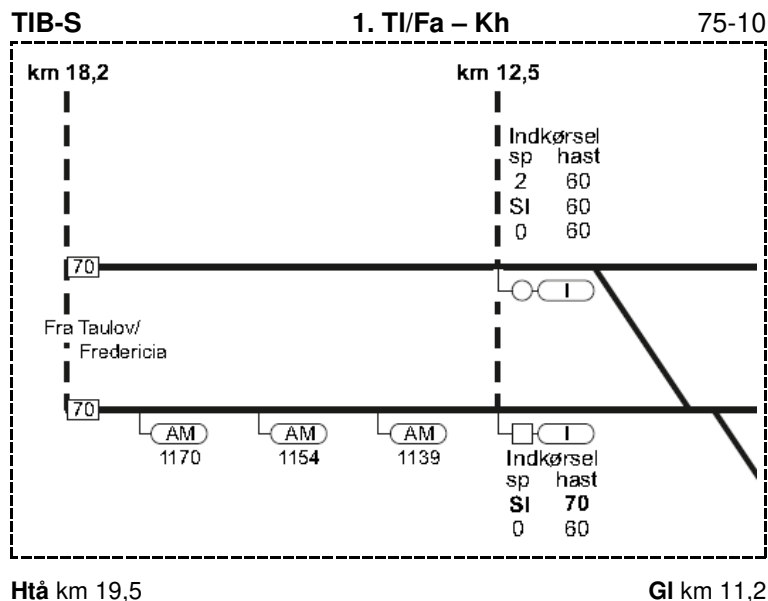 TIB-S 1. Tl/Fa – Kh 75-10
km 18,2 km 12,5
Indkørsel
sp hast
2 60
Sl 60
0 60
70
I
Fra Taulov/
Fredericia
70
AM AM AM I
1170 1154 1139
Indkørsel
sp hast
Sl 70
0 60
Htå km 19,5 Gl km 11,2